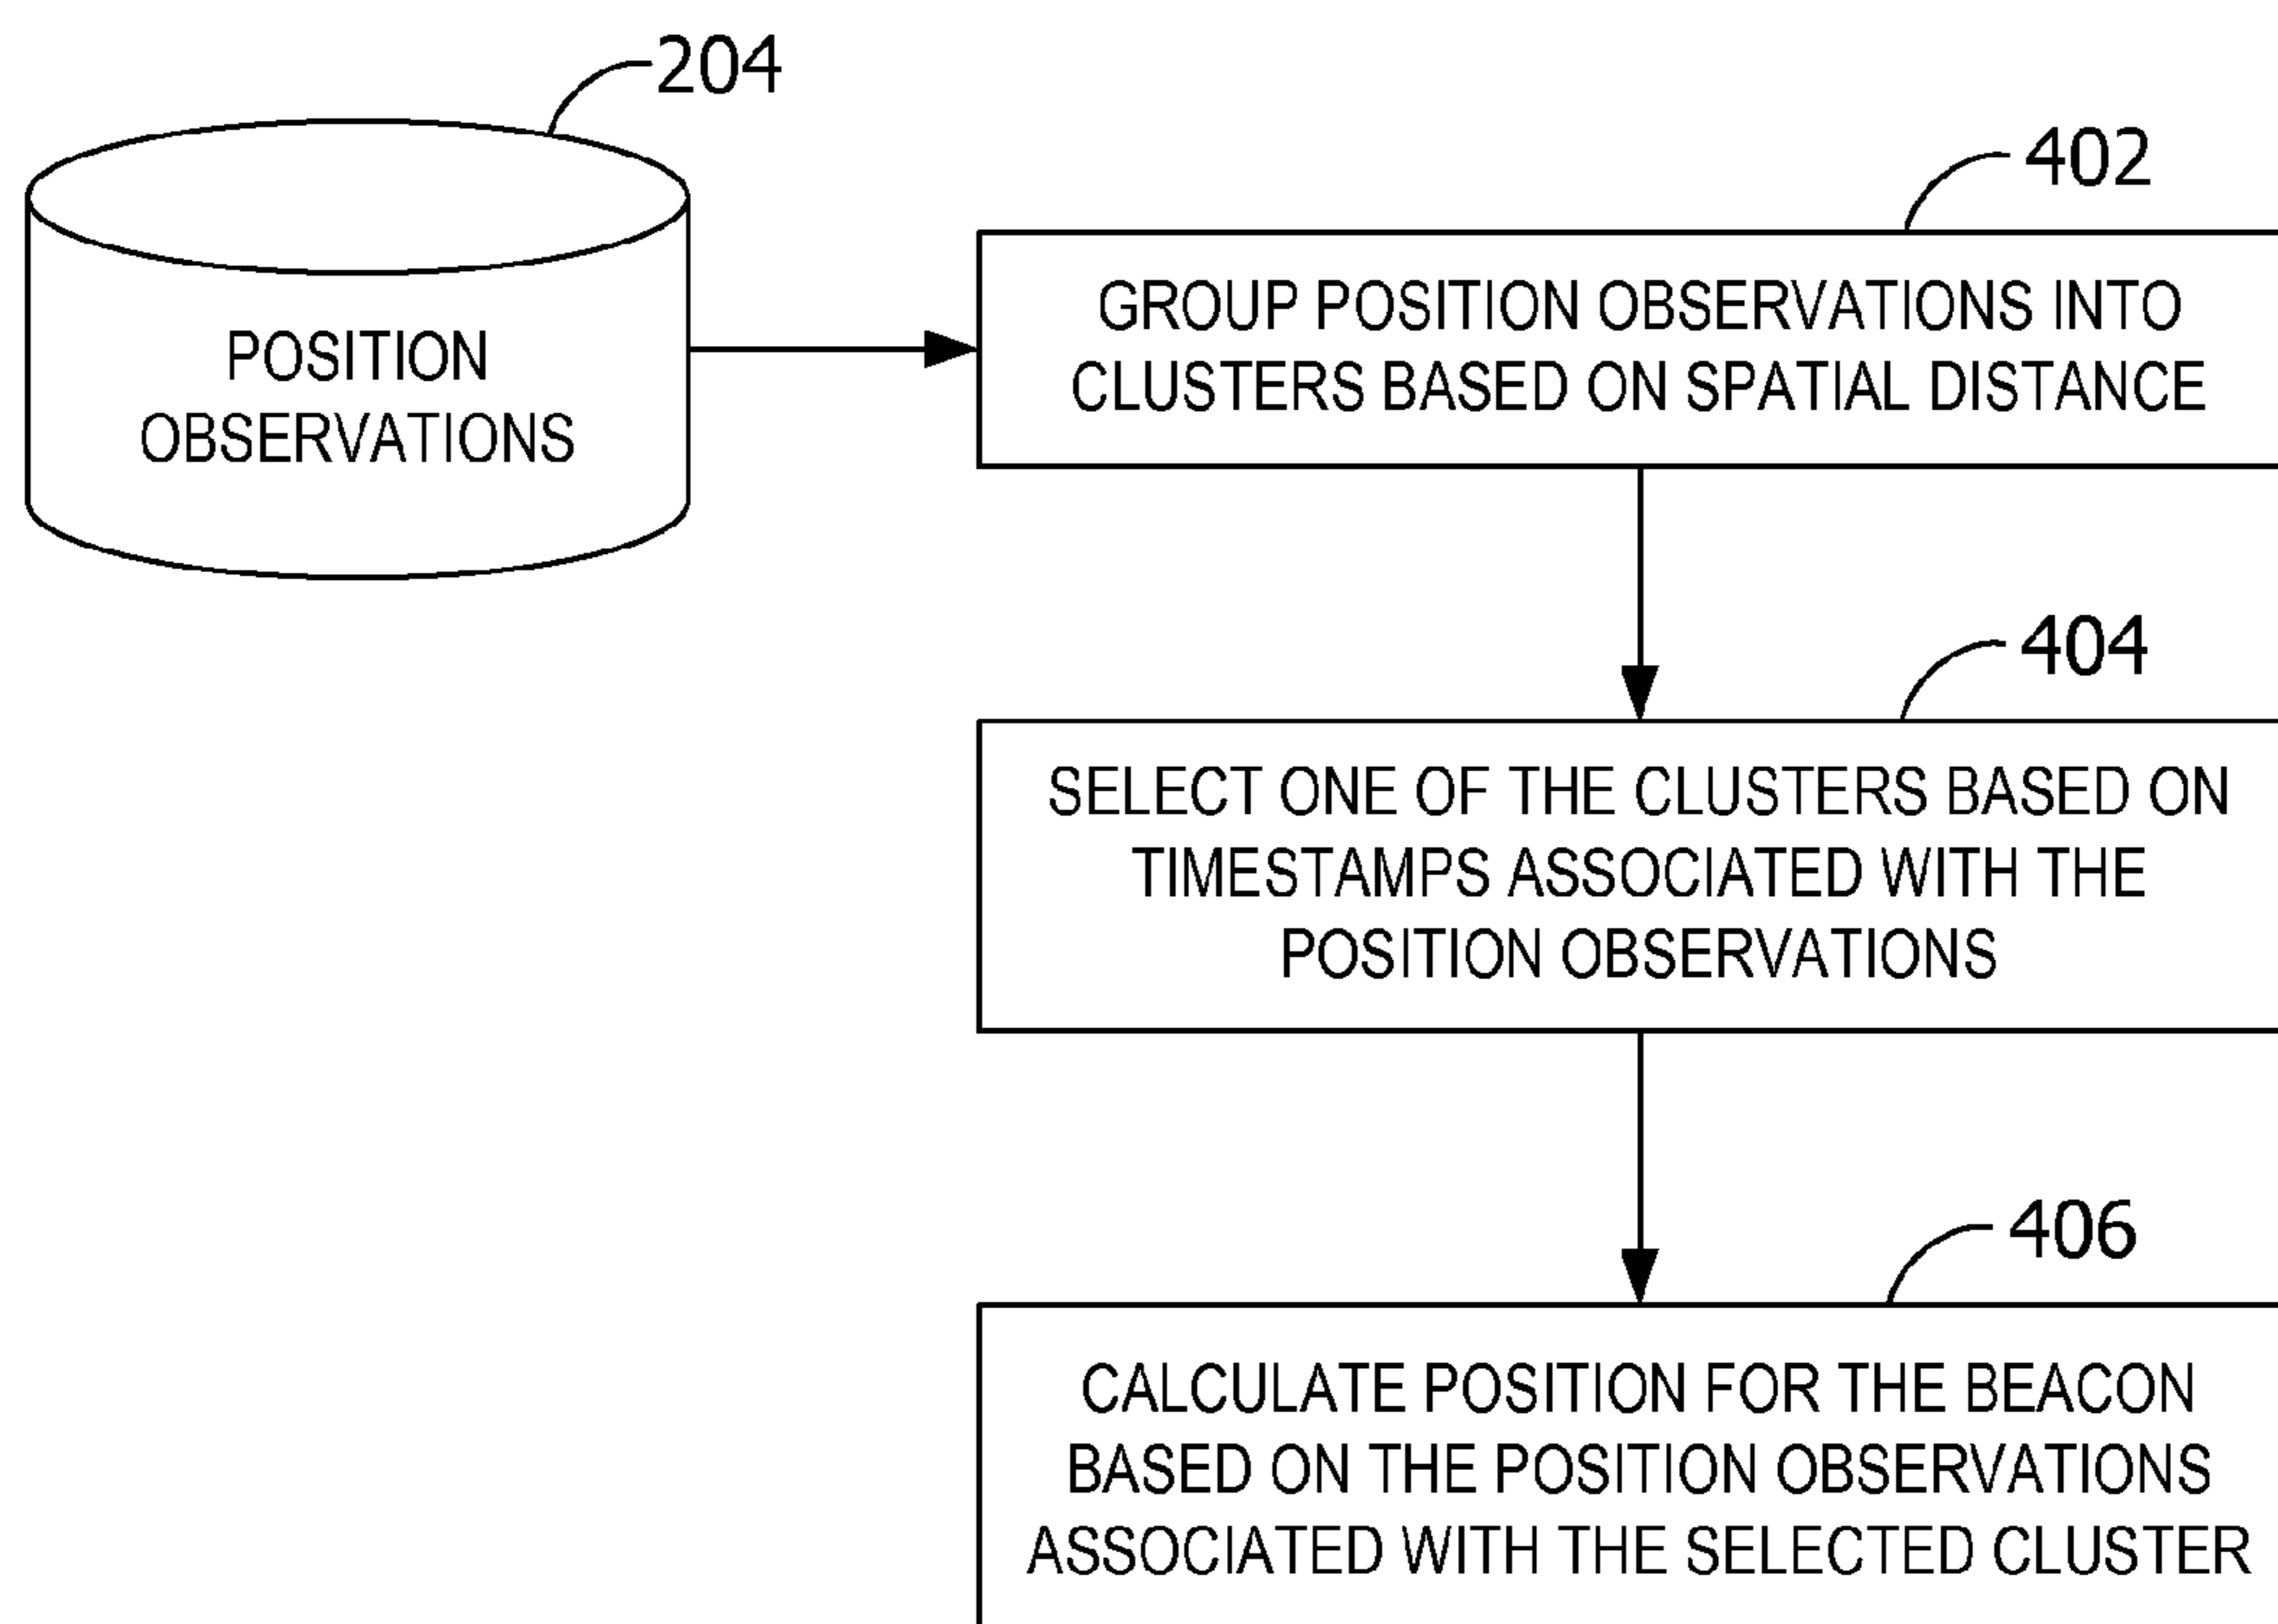 204
POSITION
OBSERVATIONS
402
GROUP POSITION OBSERVATIONS INTO
CLUSTERS BASED ON SPATIAL DISTANCE
404
SELECT ONE OF THE CLUSTERS BASED ON
TIMESTAMPS ASSOCIATED WITH THE
POSITION OBSERVATIONS
406
CALCULATE POSITION FOR THE BEACON
BASED ON THE POSITION OBSERVATIONS
ASSOCIATED WITH THE SELECTED CLUSTER